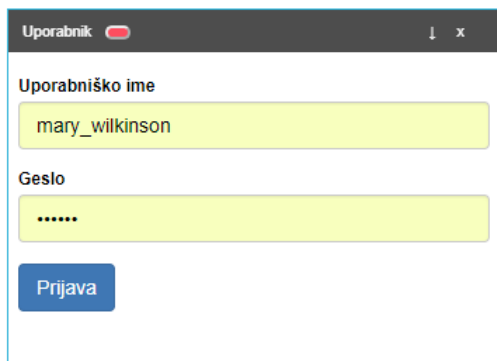 Uporabnik ↓ x
Uporabniško ime
mary_wilkinson
Geslo
••••••
Prijava